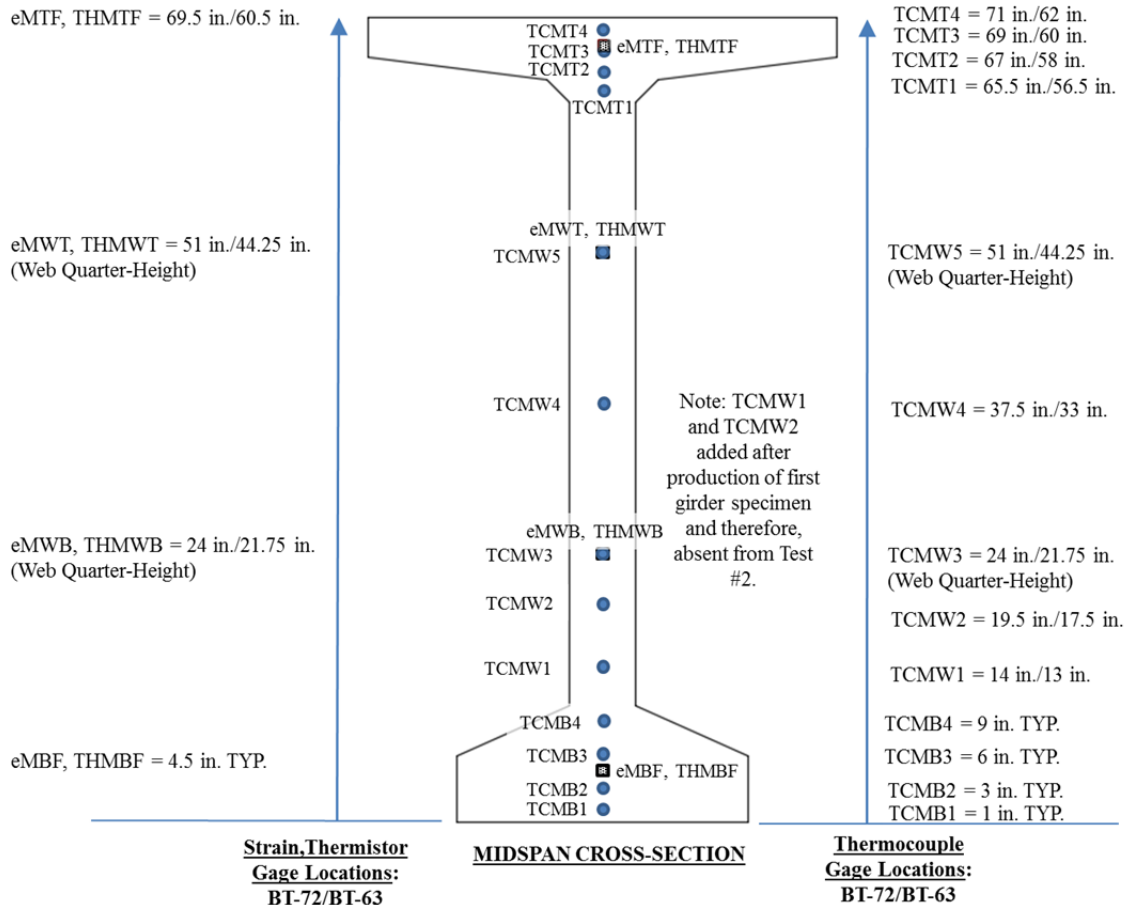 eMTF, THMTF = 69.5 in./60.5 in.
eMWT, THMWT = 51 in./44.25 in.
(Web Quarter-Height)
eMWB, THMWB = 24 in./21.75 in.
(Web Quarter-Height)
eMBF, THMBF = 4.5 in. TYP.
Strain,Thermistor
Gage Locations:
BT-72/BT-63
TCMT4
TCMT3
eMTF, THMTF
TCMT2
TCMT1
eMWT, THMWT
TCMW5
TCMW4
Note: TCMW1
and TCMW2
added after
production of first
girder specimen
and therefore,
absent from Test
#2.
eMWB, THMWB
TCMW3
TCMW2
TCMW1
TCMB4
TCMB3
eMBF, THMBF
TCMB2
TCMB1
MIDSPAN CROSS-SECTION
TCMT4 = 71 in./62 in.
TCMT3 = 69 in./60 in.
TCMT2 = 67 in./58 in.
TCMT1 = 65.5 in./56.5 in.
TCMW5 = 51 in./44.25 in.
(Web Quarter-Height)
TCMW4 = 37.5 in./33 in.
TCMW3 = 24 in./21.75 in.
(Web Quarter-Height)
TCMW2 = 19.5 in./17.5 in.
TCMW1 = 14 in./13 in.
TCMB4 = 9 in. TYP.
TCMB3 = 6 in. TYP.
TCMB2 = 3 in. TYP.
TCMB1 = 1 in. TYP.
Thermocouple
Gage Locations:
BT-72/BT-63